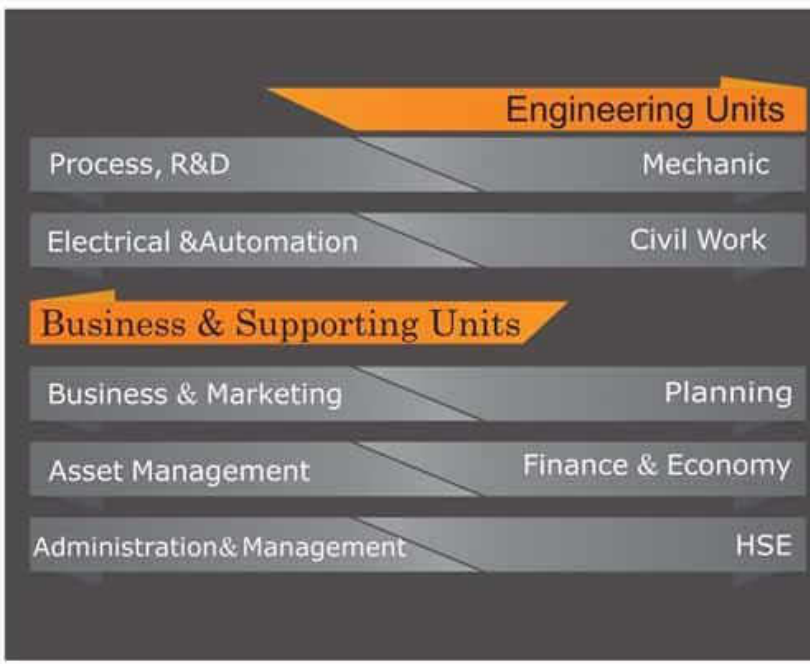 Engineering Units
Process, R&D Mechanic
Electrical &Automation Civil Work
Business & Supporting Units
Business & Marketing Planning
Asset Management Finance & Economy
Administration& Management HSE